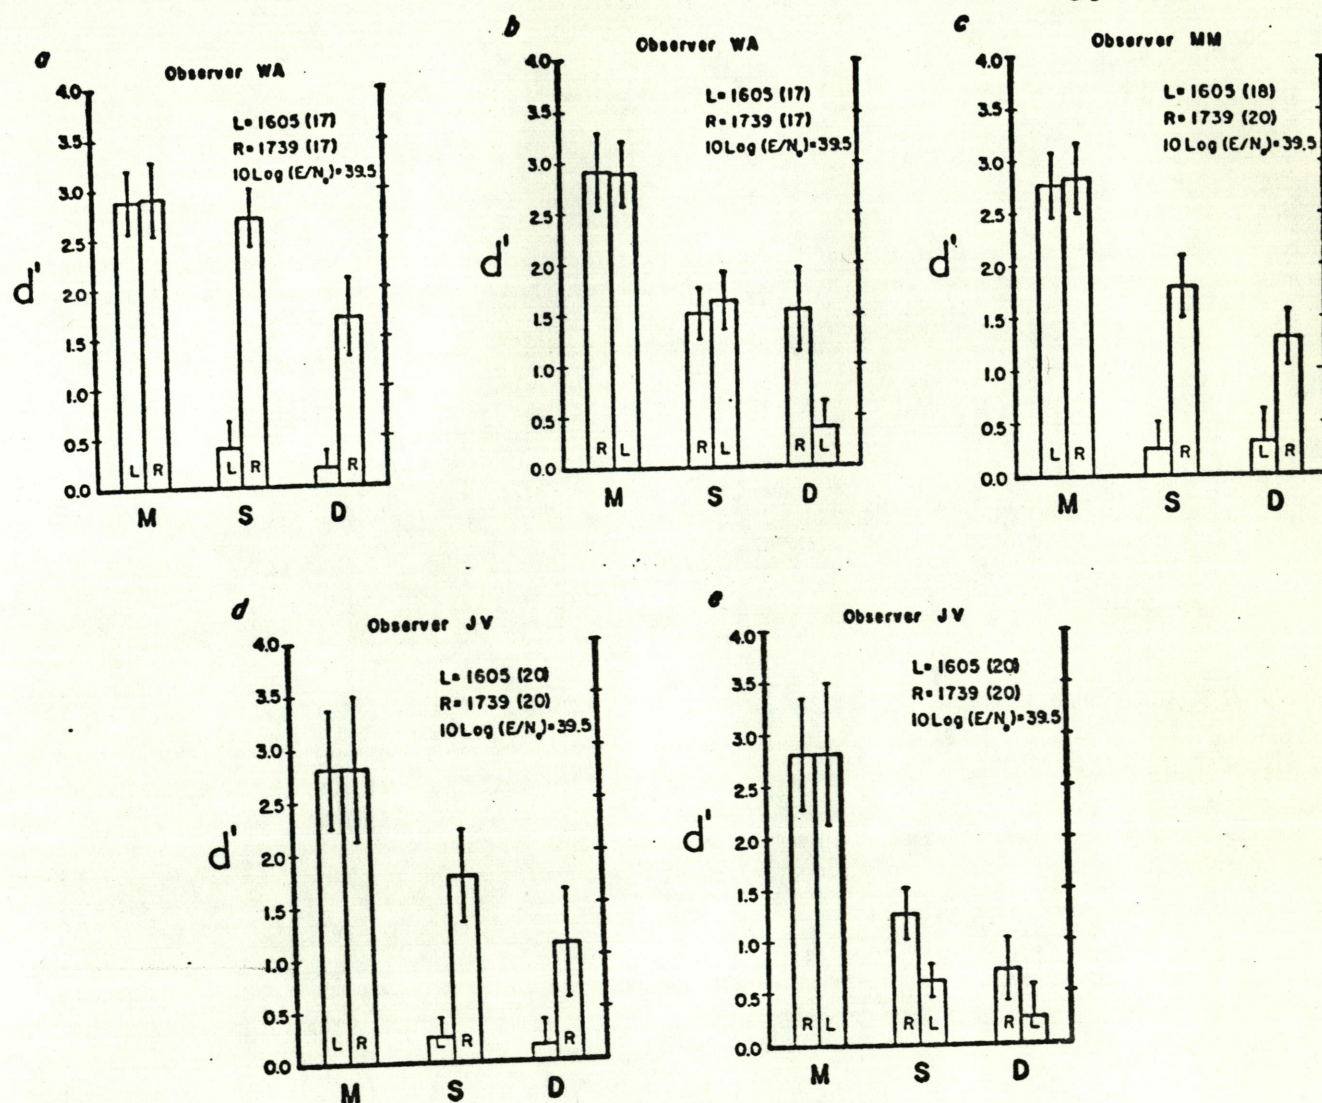 a
Observer WA
L= 1605 (17)
R= 1739 (17)
10 Log (E/N₀)= 39.5
d'
4.0
3.5
3.0
2.5
2.0
1.5
1.0
0.5
0.0
L R
L R
R
M S D
b
Observer WA
L= 1605 (17)
R= 1739 (17)
10 Log (E/N₀)= 39.5
d'
4.0
3.5
3.0
2.5
2.0
1.5
1.0
0.5
0.0
R L
R L
R L
M S D
c
Observer MM
L= 1605 (18)
R= 1739 (20)
10 Log (E/N₀)= 39.5
d'
4.0
3.5
3.0
2.5
2.0
1.5
1.0
0.5
0.0
L R
R
L R
M S D
d
Observer JV
L= 1605 (20)
R= 1739 (20)
10 Log (E/N₀)= 39.5
d'
4.0
3.5
3.0
2.5
2.0
1.5
1.0
0.5
0.0
L R
L R
R
M S D
e
Observer JV
L= 1605 (20)
R= 1739 (20)
10 Log (E/N₀)= 39.5
d'
4.0
3.5
3.0
2.5
2.0
1.5
1.0
0.5
0.0
R L
R L
R L
M S D